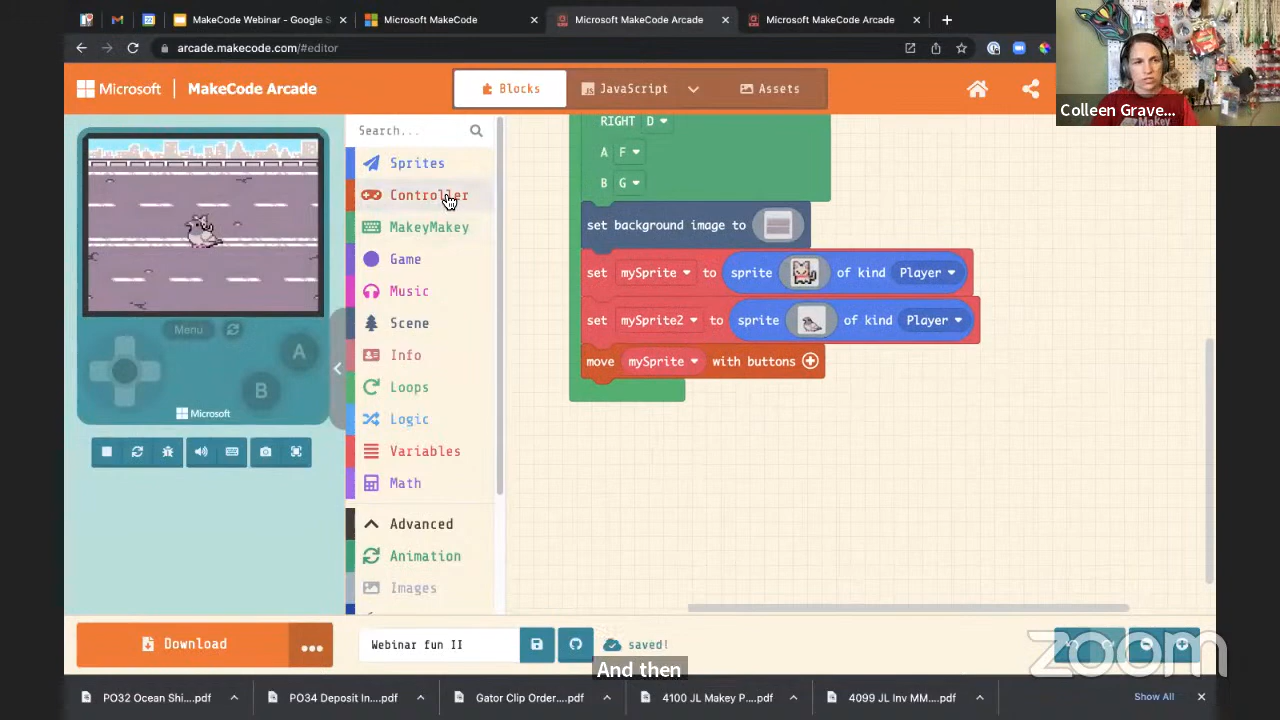 MakeCode Webinar - Google S
Microsoft MakeCode
Microsoft MakeCode Arcade
Microsoft MakeCode Arcade
arcade.makecode.com/#editor
Microsoft
MakeCode Arcade
Blocks
JavaScript
Assets
Colleen Grave...
Search...
Sprites
Controller
MakeyMakey
Game
Music
Scene
Info
Loops
Logic
Variables
Math
Advanced
Animation
Images
Menu
A
B
Microsoft
RIGHT D
A F
B G
set background image to
set mySprite to sprite of kind Player
set mySprite2 to sprite of kind Player
move mySprite with buttons
Download
...
Webinar fun II
saved!
zoom
And then
PO32 Ocean Shi....pdf
PO34 Deposit In....pdf
Gator Clip Order....pdf
4100 JL Makey P....pdf
4099 JL Inv MM....pdf
Show All